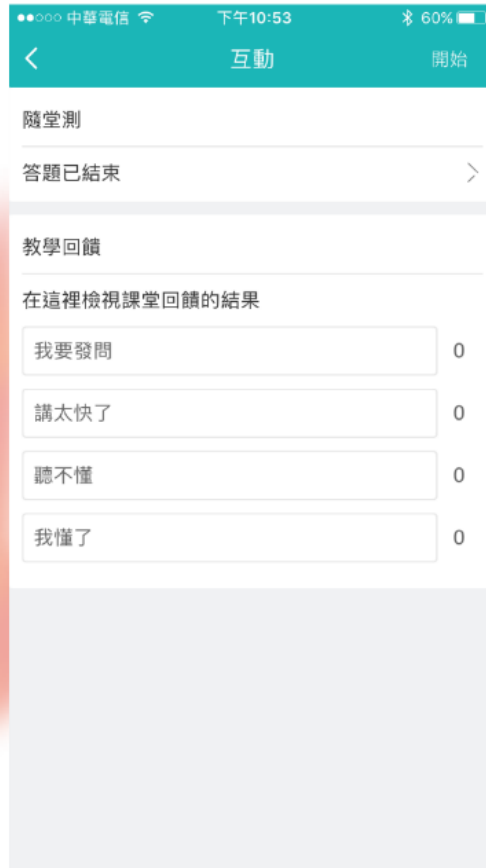 中華電信 下午10:53 60%
互動 開始
隨堂測
答題已結束
教學回饋
在這裡檢視課堂回饋的結果
我要發問 0
講太快了 0
聽不懂 0
我懂了 0